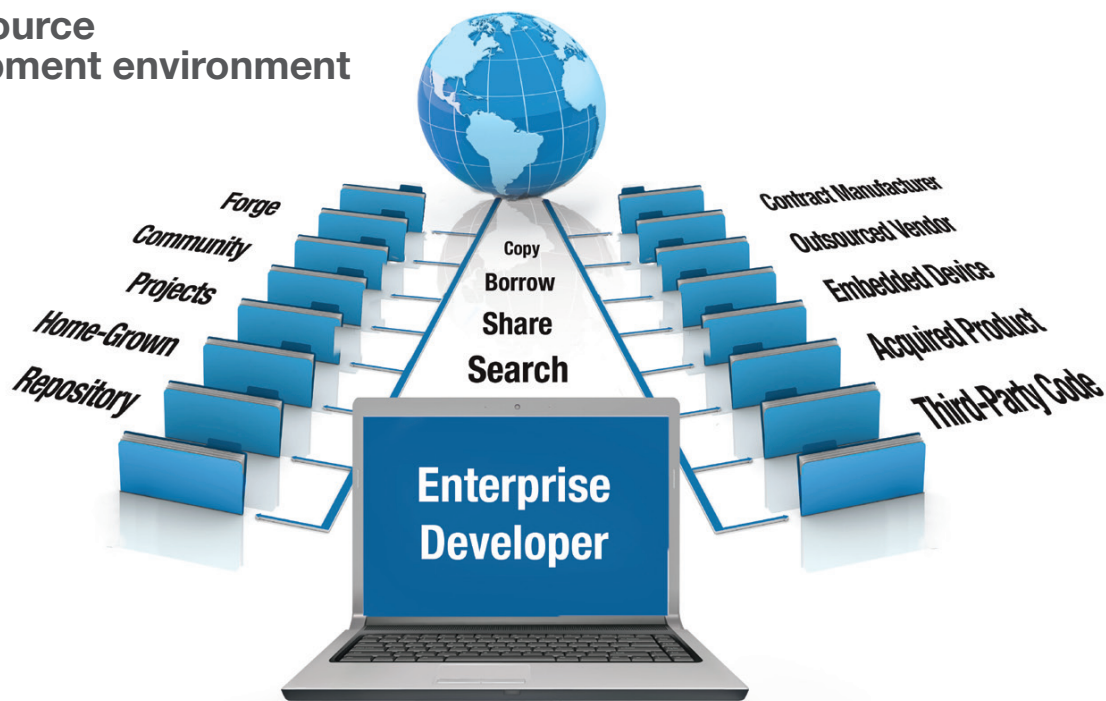 ource
pment environment
Forge
Community
Projects
Home-Grown
Repository
Copy
Borrow
Share
Search
Contract Manufacturer
Outsourced Vendor
Embedded Device
Acquired Product
Third-Party Code
Enterprise
Developer